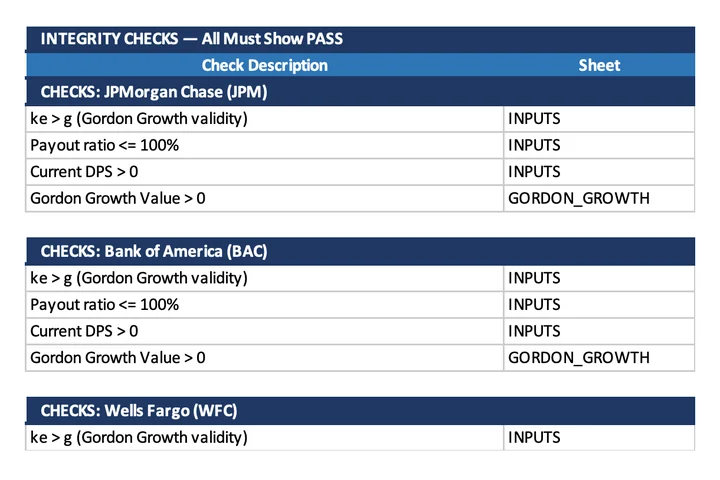 INTEGRITY CHECKS — All Must Show PASS
Check Description Sheet
CHECKS: JPMorgan Chase (JPM)
ke > g (Gordon Growth validity) INPUTS
Payout ratio <= 100% INPUTS
Current DPS > 0 INPUTS
Gordon Growth Value > 0 GORDON_GROWTH
CHECKS: Bank of America (BAC)
ke > g (Gordon Growth validity) INPUTS
Payout ratio <= 100% INPUTS
Current DPS > 0 INPUTS
Gordon Growth Value > 0 GORDON_GROWTH
CHECKS: Wells Fargo (WFC)
ke > g (Gordon Growth validity) INPUTS